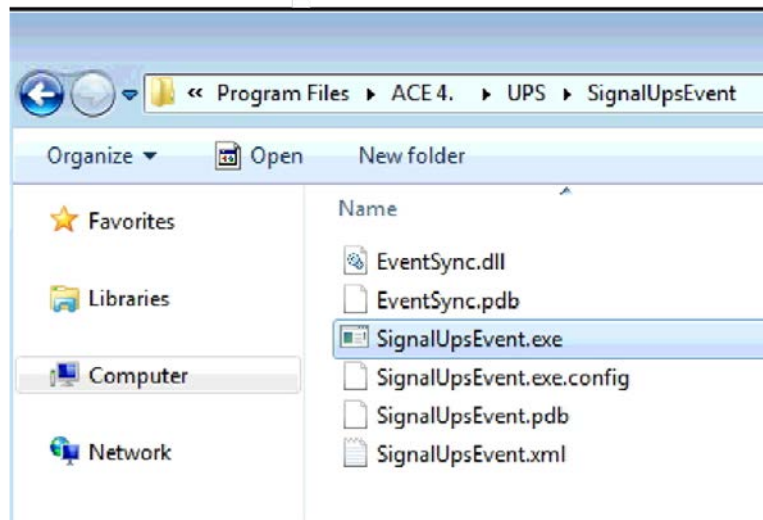 « Program Files ▸ ACE 4. ▸ UPS ▸ SignalUpsEvent
Organize Open New folder
Favorites
Libraries
Computer
Network
Name
EventSync.dll
EventSync.pdb
SignalUpsEvent.exe
SignalUpsEvent.exe.config
SignalUpsEvent.pdb
SignalUpsEvent.xml